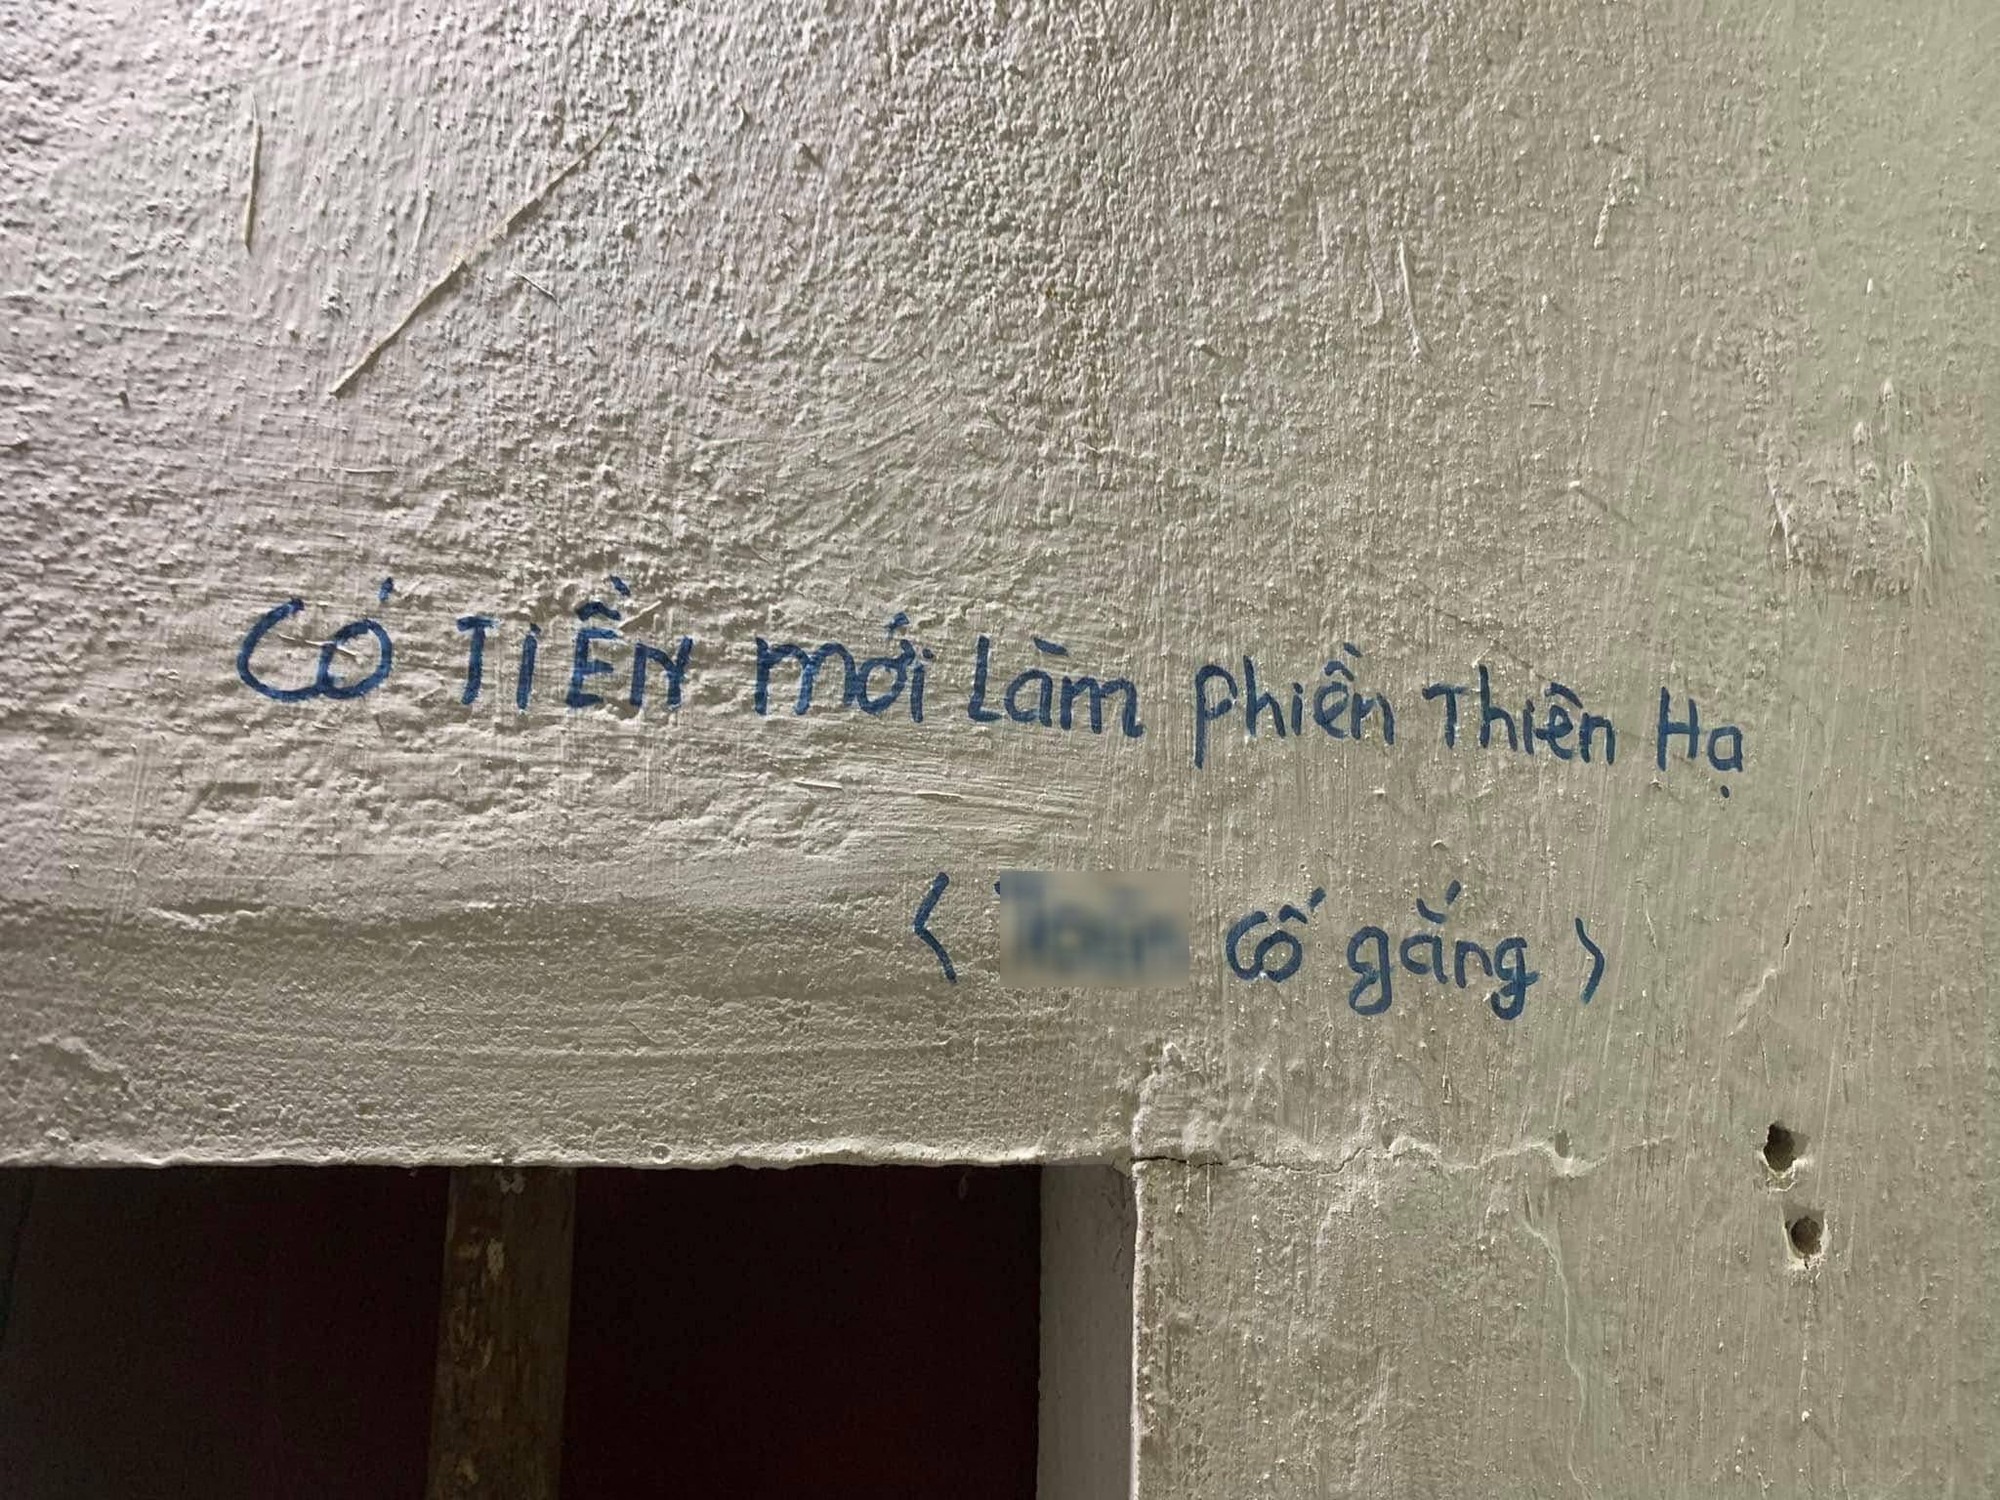 CÓ TIỀN mới Làm phiền Thiên Hạ
< cố gắng >